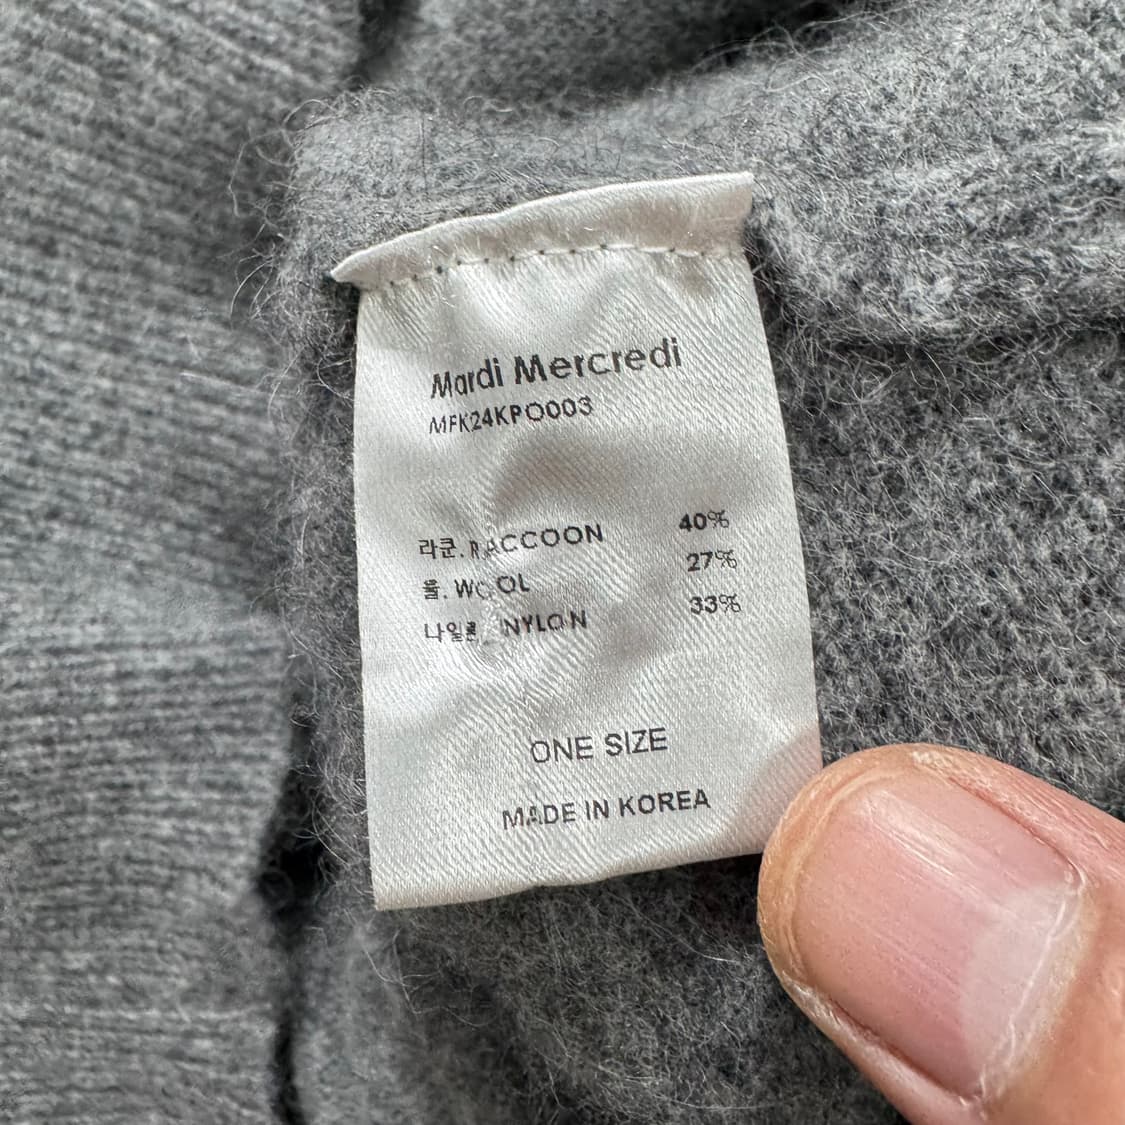 Mardi Mercredi
MFK24KPO003
라쿤. RACCOON 40%
울. WOOL 27%
나일론. NYLON 33%
ONE SIZE
MADE IN KOREA